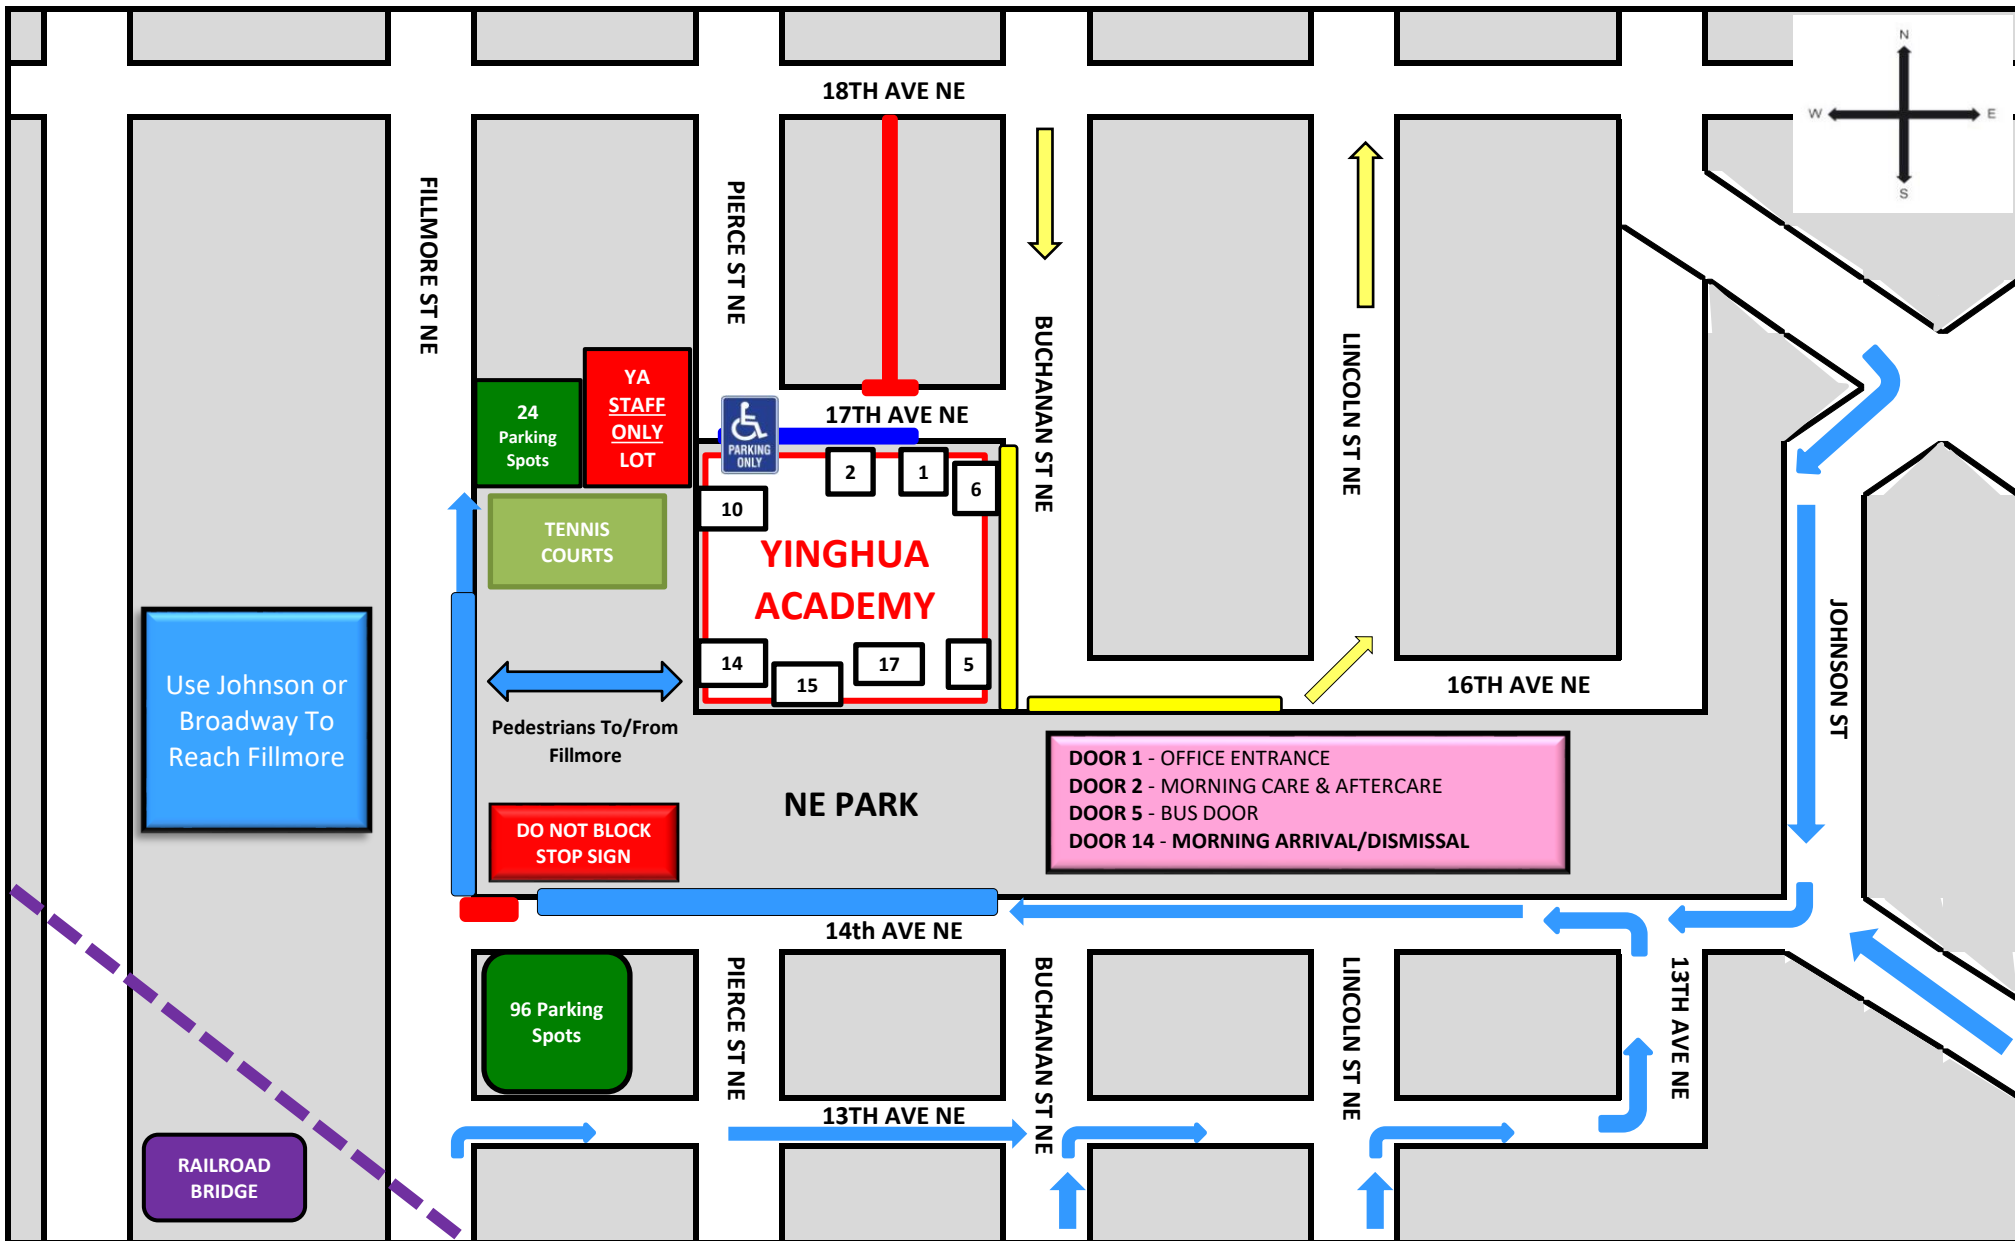 N
W
E
S
18TH AVE NE
FILLMORE ST NE
PIERCE ST NE
BUCHANAN ST NE
LINCOLN ST NE
JOHNSON ST
24
Parking
Spots
YA
STAFF
ONLY
LOT
PARKING
ONLY
17TH AVE NE
2
1
6
10
TENNIS
COURTS
YINGHUA
ACADEMY
14
15
17
5
16TH AVE NE
Use Johnson or
Broadway To
Reach Fillmore
Pedestrians To/From
Fillmore
NE PARK
DO NOT BLOCK
STOP SIGN
DOOR 1 - OFFICE ENTRANCE
DOOR 2 - MORNING CARE & AFTERCARE
DOOR 5 - BUS DOOR
DOOR 14 - MORNING ARRIVAL/DISMISSAL
14th AVE NE
96 Parking
Spots
PIERCE ST NE
BUCHANAN ST NE
LINCOLN ST NE
13TH AVE NE
13TH AVE NE
RAILROAD
BRIDGE